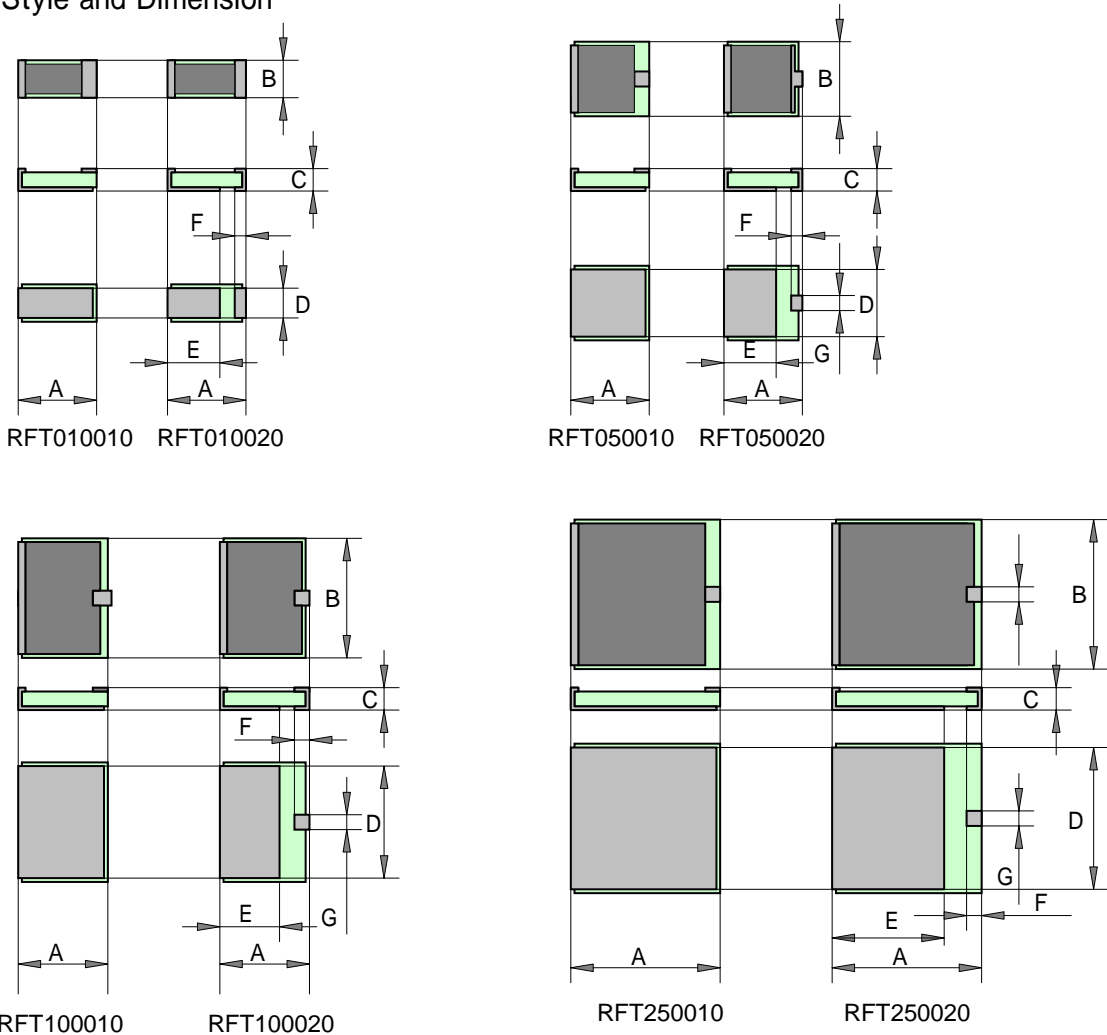 Style and Dimension
B
C
F
D
E
A
A
RFT010010 RFT010020
B
C
F
D
E
G
A
A
RFT050010 RFT050020
B
C
F
D
E
G
A
A
RFT100010 RFT100020
B
C
D
G
F
E
A
A
RFT250010 RFT250020